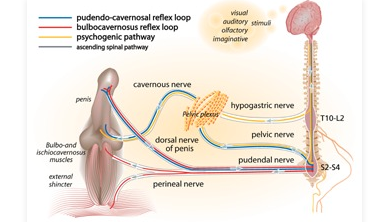 pudendo-cavernosal reflex loop
bulbocavernosus reflex loop
psychogenic pathway
ascending spinal pathway
visual
auditory
olfactory
imaginative
stimuli
cavernous nerve
penis
Pelvic plexus
hypogastric nerve
T10-L2
dorsal nerve
of penis
pelvic nerve
Bulbo-and
ischiocavernosus
muscles
pudendal nerve
S2-S4
external
shincter
perineal nerve